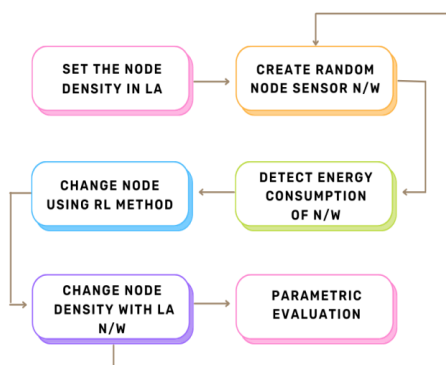 SET THE NODE
DENSITY IN LA
CREATE RANDOM
NODE SENSOR N/W
DETECT ENERGY
CONSUMPTION
OF N/W
CHANGE NODE
USING RL METHOD
CHANGE NODE
DENSITY WITH LA
N/W
PARAMETRIC
EVALUATION